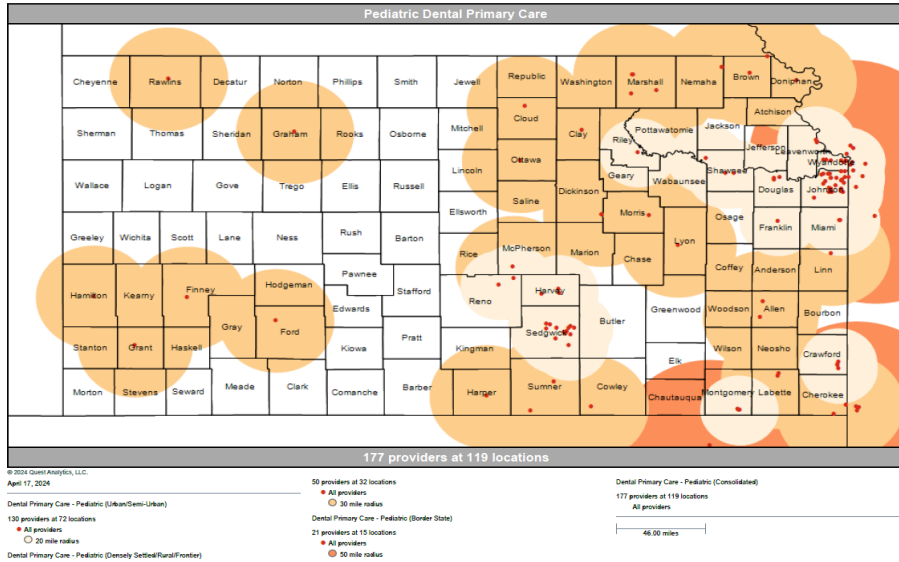 Pediatric Dental Primary Care
Cheyenne Rawlins Decatur Norton Phillips Smith Jewell Republic Washington Marshall Nemaha Brown Doniphan
Sherman Thomas Sheridan Graham Rooks Osborne Mitchell Cloud Clay Riley Pottawatomie Jackson Atchison Jefferson Leavenworth
Wallace Logan Gove Trego Ellis Russell Lincoln Ottawa Saline Dickinson Geary Wabaunsee Shawnee Douglas Wyandotte Johnson
Greeley Wichita Scott Lane Ness Rush Barton Ellsworth Rice McPherson Marion Morris Chase Lyon Osage Franklin Miami
Hamilton Kearny Finney Hodgeman Pawnee Edwards Stafford Reno Harvey Butler Greenwood Coffey Anderson Linn
Stanton Grant Haskell Gray Ford Kiowa Pratt Kingman Sedgwick Elk Woodson Allen Bourbon Wilson Neosho Crawford
Morton Stevens Seward Meade Clark Comanche Barber Harper Sumner Cowley Chautauqua Montgomery Labette Cherokee
177 providers at 119 locations
© 2024 Quest Analytics, LLC.
April 17, 2024
Dental Primary Care - Pediatric (Urban/Semi-Urban)
130 providers at 72 locations
All providers
20 mile radius
Dental Primary Care - Pediatric (Densely Settled/Rural/Frontier)
50 providers at 32 locations
All providers
30 mile radius
Dental Primary Care - Pediatric (Border State)
21 providers at 15 locations
All providers
50 mile radius
Dental Primary Care - Pediatric (Consolidated)
177 providers at 119 locations
All providers
46.00 miles